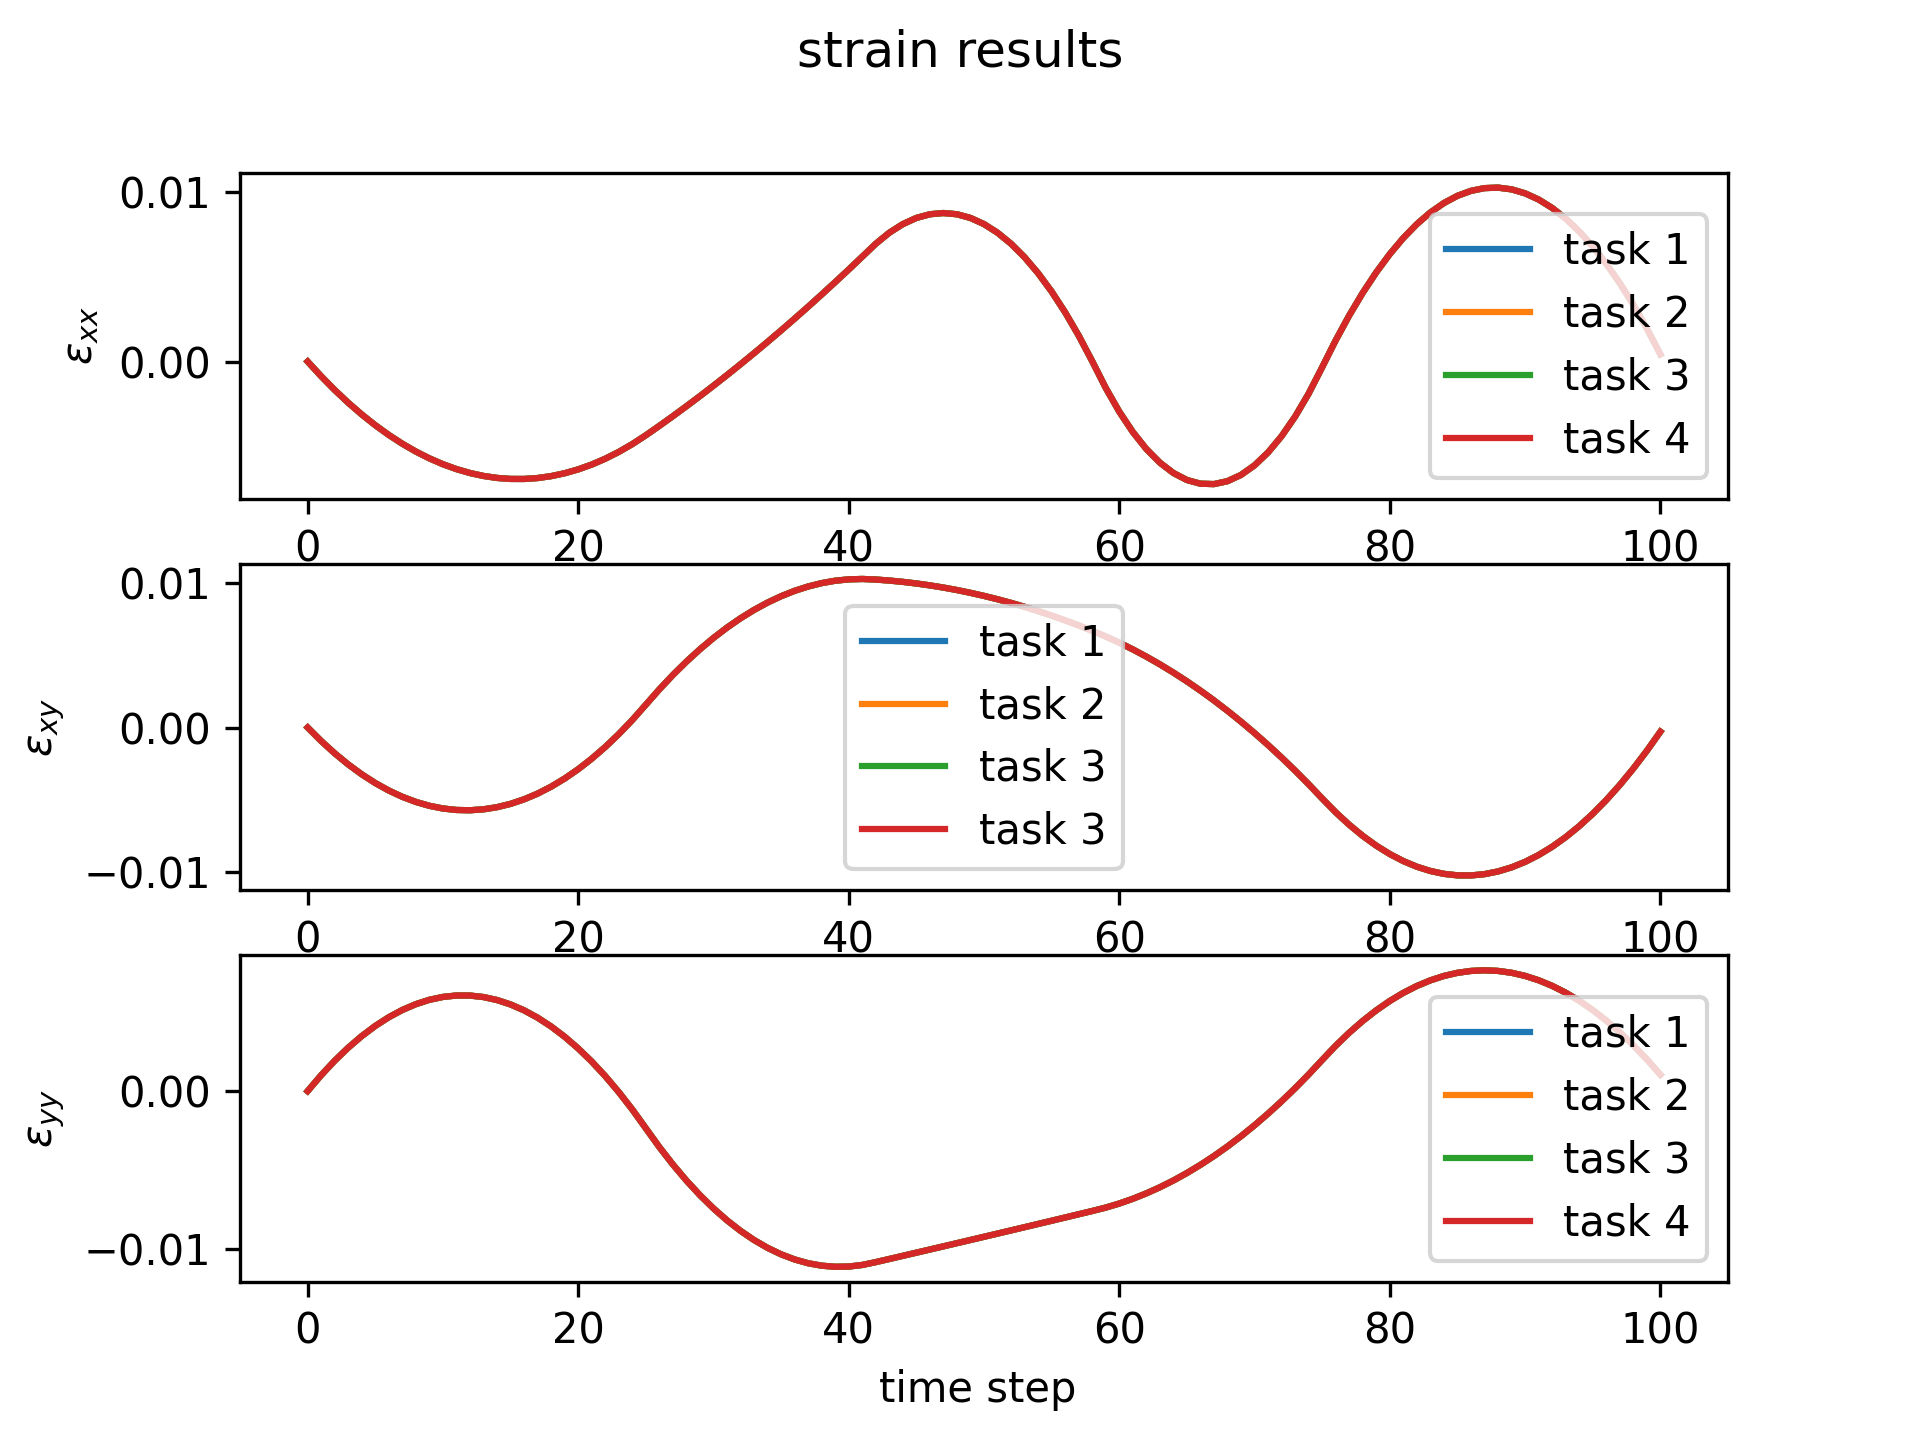 strain results
0.01
0.00
ε_xx
task 1
task 2
task 3
task 4
0 20 40 60 80 100
0.01
0.00
−0.01
ε_xy
task 1
task 2
task 3
task 3
0 20 40 60 80 100
0.00
−0.01
ε_yy
task 1
task 2
task 3
task 4
0 20 40 60 80 100
time step